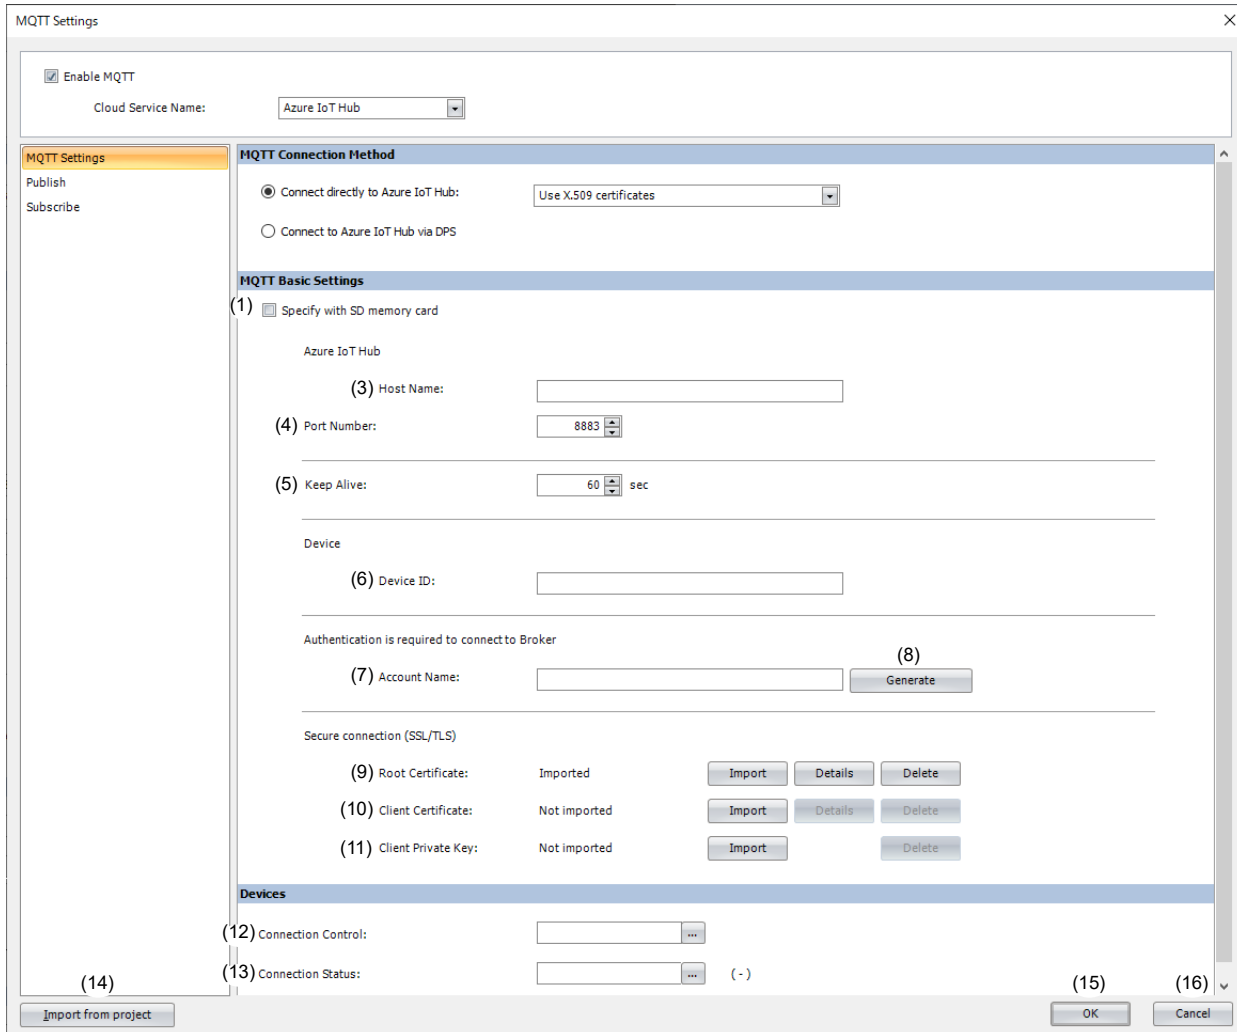 MQTT Settings
Enable MQTT
Cloud Service Name: Azure IoT Hub
MQTT Settings
Publish
Subscribe
MQTT Connection Method
Connect directly to Azure IoT Hub: Use X.509 certificates
Connect to Azure IoT Hub via DPS
MQTT Basic Settings
(1) Specify with SD memory card
Azure IoT Hub
(3) Host Name:
(4) Port Number: 8883
(5) Keep Alive: 60 sec
Device
(6) Device ID:
Authentication is required to connect to Broker
(8)
(7) Account Name: Generate
Secure connection (SSL/TLS)
(9) Root Certificate: Imported Import Details Delete
(10) Client Certificate: Not imported Import Details Delete
(11) Client Private Key: Not imported Import Delete
Devices
(12) Connection Control: ...
(13) Connection Status: ... (-)
(14) (15) (16)
Import from project OK Cancel